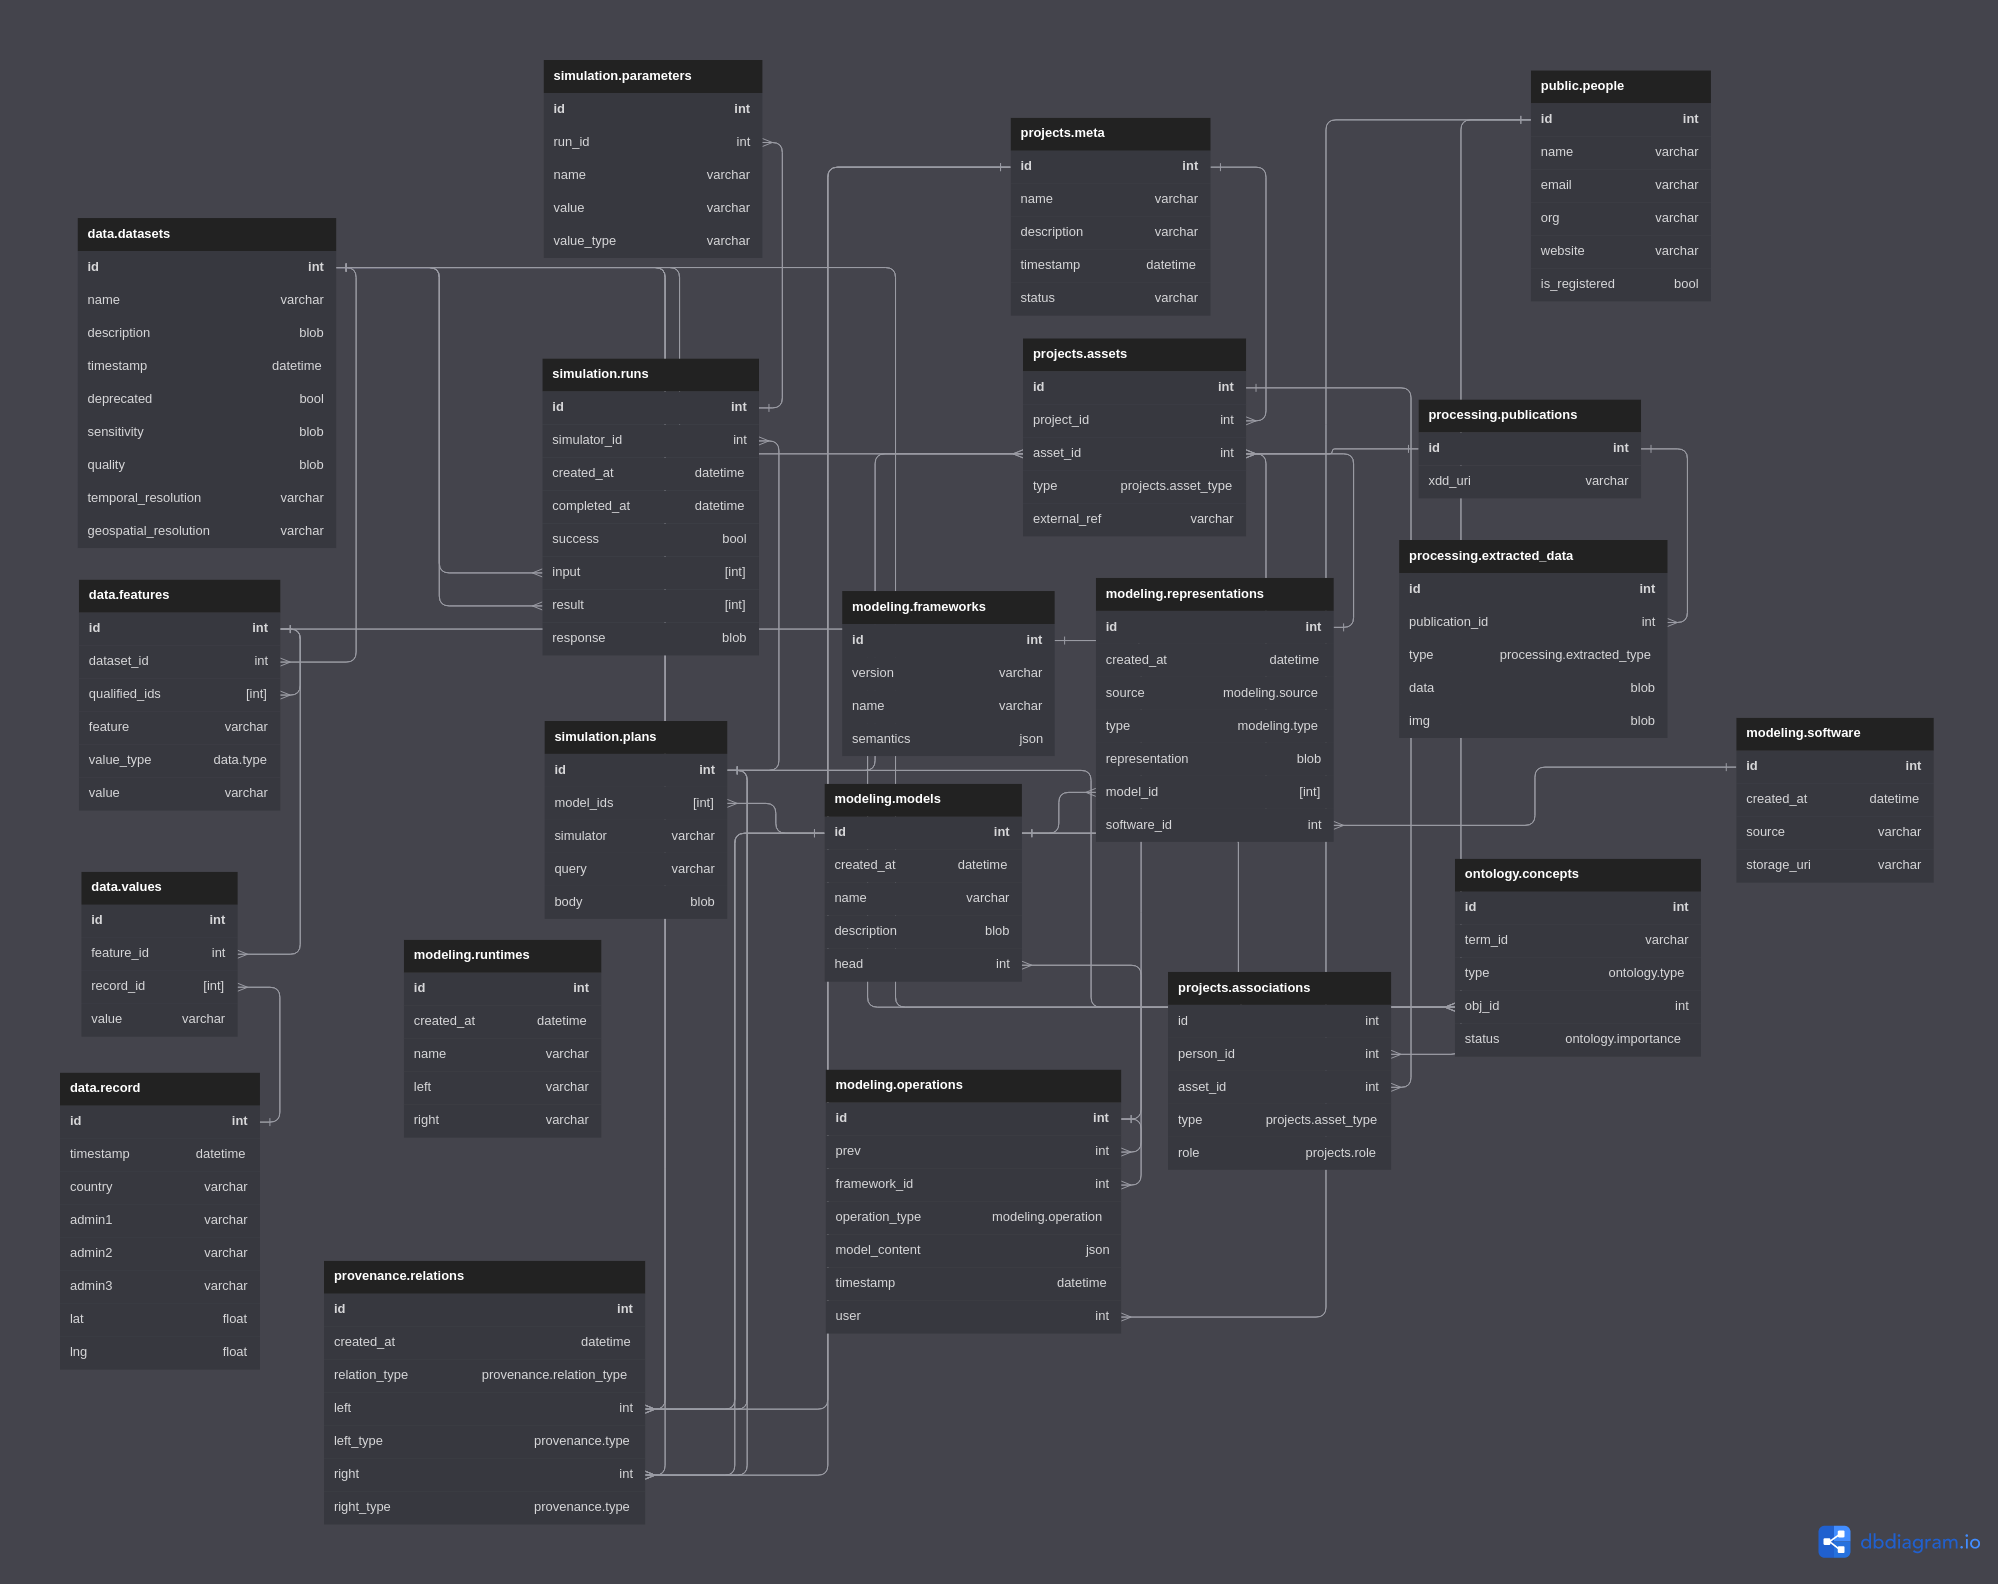 simulation.parameters
id int
run_id int
name varchar
value varchar
value_type varchar
public.people
id int
name varchar
email varchar
org varchar
website varchar
is_registered bool
projects.meta
id int
name varchar
description varchar
timestamp datetime
status varchar
data.datasets
id int
name varchar
description blob
timestamp datetime
deprecated bool
sensitivity blob
quality blob
temporal_resolution varchar
geospatial_resolution varchar
projects.assets
id int
project_id int
asset_id int
type projects.asset_type
external_ref varchar
simulation.runs
id int
simulator_id int
created_at datetime
completed_at datetime
success bool
input [int]
result [int]
response blob
processing.publications
id int
xdd_uri varchar
processing.extracted_data
id int
publication_id int
type processing.extracted_type
data blob
img blob
data.features
id int
dataset_id int
qualified_ids [int]
feature varchar
value_type data.type
value varchar
modeling.frameworks
id int
version varchar
name varchar
semantics json
modeling.representations
id int
created_at datetime
source modeling.source
type modeling.type
representation blob
model_id [int]
software_id int
simulation.plans
id int
model_ids [int]
simulator varchar
query varchar
body blob
modeling.software
id int
created_at datetime
source varchar
storage_uri varchar
modeling.models
id int
created_at datetime
name varchar
description blob
head int
data.values
id int
feature_id int
record_id [int]
value varchar
ontology.concepts
id int
term_id varchar
type ontology.type
obj_id int
status ontology.importance
modeling.runtimes
id int
created_at datetime
name varchar
left varchar
right varchar
projects.associations
id int
person_id int
asset_id int
type projects.asset_type
role projects.role
data.record
id int
timestamp datetime
country varchar
admin1 varchar
admin2 varchar
admin3 varchar
lat float
lng float
modeling.operations
id int
prev int
framework_id int
operation_type modeling.operation
model_content json
timestamp datetime
user int
provenance.relations
id int
created_at datetime
relation_type provenance.relation_type
left int
left_type provenance.type
right int
right_type provenance.type
dbdiagram.io